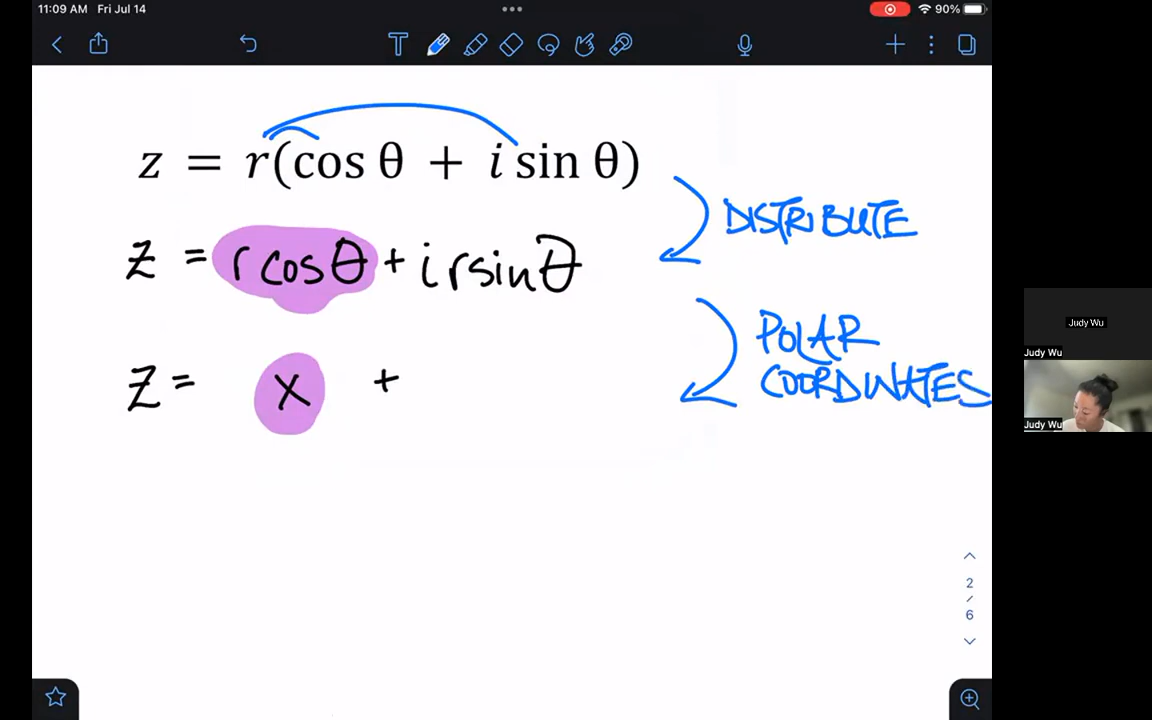 11:09 AM Fri Jul 14
90%
T
z = r(cos θ + i sin θ)
DISTRIBUTE
z = r cos θ + i r sin θ
POLAR
COORDINATES
z = x +
2
/
6
Judy Wu
Judy Wu
Judy Wu